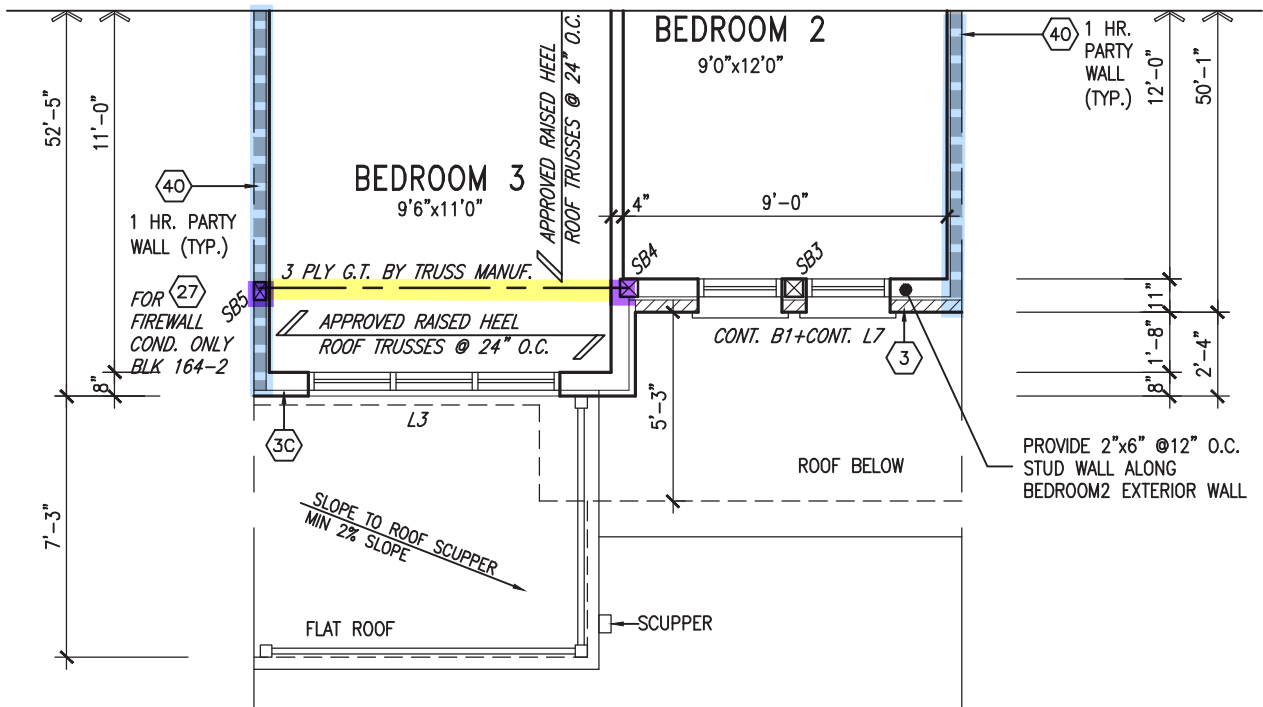 52'-5"
11'-0"
8"
7'-3"
40
1 HR. PARTY
WALL (TYP.)
FOR 27
FIREWALL
COND. ONLY
BLK 164-2
SB5
BEDROOM 3
9'6"x11'0"
3 PLY G.T. BY TRUSS MANUF.
APPROVED RAISED HEEL
ROOF TRUSSES @ 24" O.C.
APPROVED RAISED HEEL
ROOF TRUSSES @ 24" O.C.
BEDROOM 2
9'0"x12'0"
4"
9'-0"
SB4
SB3
CONT. B1+CONT. L7
3
40
1 HR.
PARTY
WALL
(TYP.)
12'-0"
50'-1"
11"
1'-8"
8"
2'-4"
3C
L3
5'-3"
ROOF BELOW
PROVIDE 2"x6" @12" O.C.
STUD WALL ALONG
BEDROOM2 EXTERIOR WALL
SLOPE TO ROOF SCUPPER
MIN 2% SLOPE
FLAT ROOF
SCUPPER